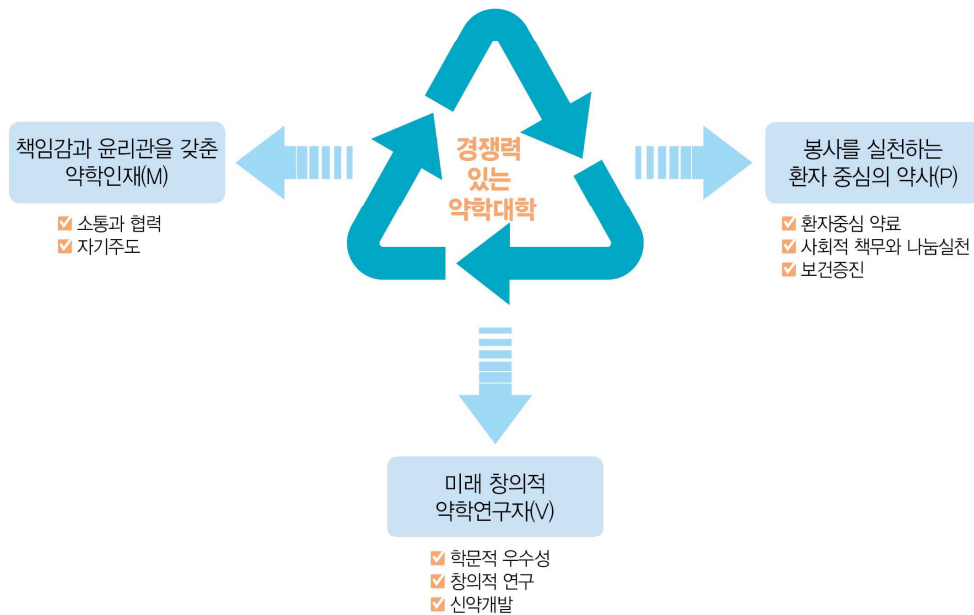 경쟁력
있는
약학대학
책임감과 윤리관을 갖춘
약학인재(M)
소통과 협력
자기주도
봉사를 실천하는
환자 중심의 약사(P)
환자중심 약료
사회적 책무와 나눔실천
보건증진
미래 창의적
약학연구자(V)
학문적 우수성
창의적 연구
신약개발